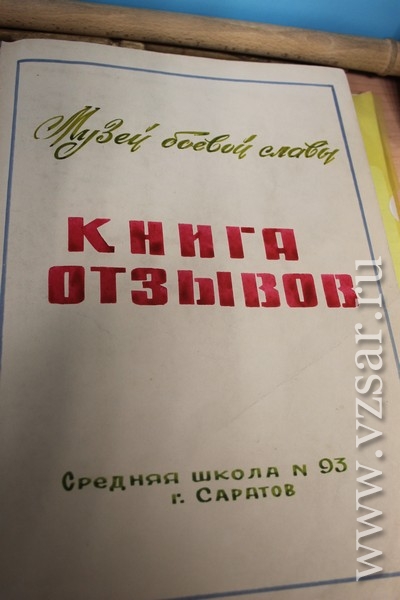 Музей боевой славы
КНИГА
ОТЗЫВОВ
СРЕДНЯЯ ШКОЛА N 93
г. САРАТОВ
www.vzsar.ru